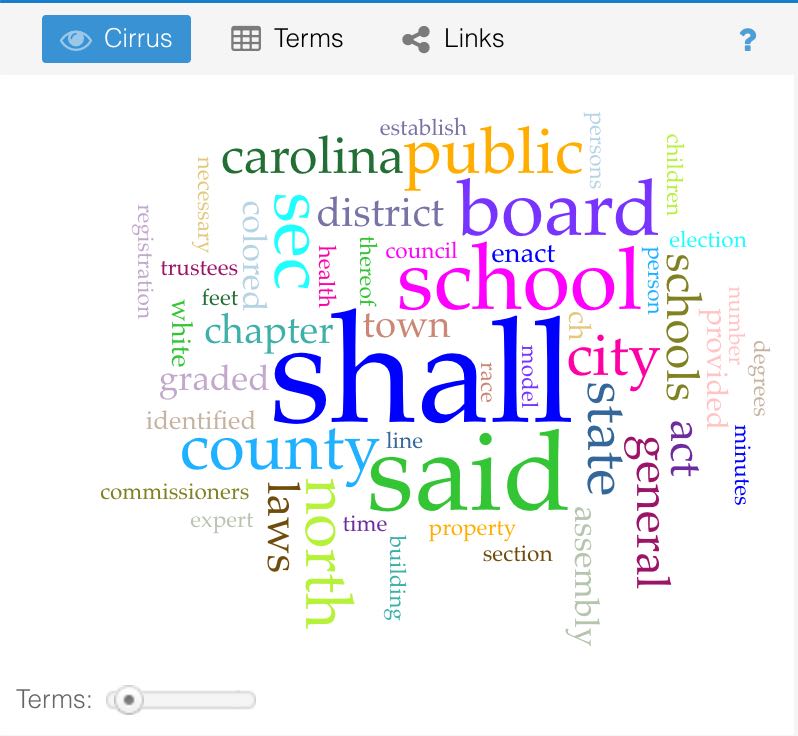 Cirrus Terms Links ?
establish
persons
carolina public
children
necessary
sec
district
board
colored
registration
election
council
enact
school
person
thereof
health
trustees
schools
feet
number
white
chapter
town
ch
provided
shall
city
degrees
race
model
graded
state
identified
act
line
minutes
county
said
general
commissioners
laws
north
expert
time
property
assembly
building
section
Terms: